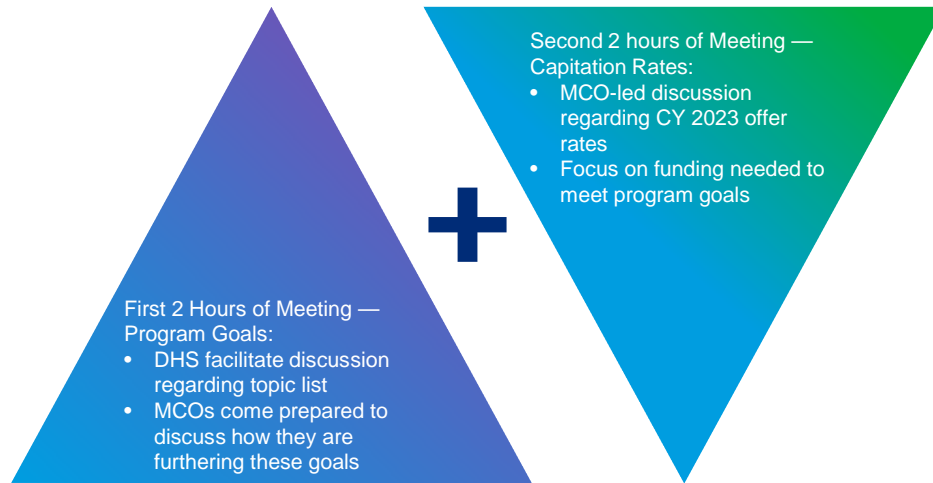 First 2 Hours of Meeting —
Program Goals:
• DHS facilitate discussion
regarding topic list
• MCOs come prepared to
discuss how they are
furthering these goals
Second 2 hours of Meeting —
Capitation Rates:
• MCO-led discussion
regarding CY 2023 offer
rates
• Focus on funding needed to
meet program goals